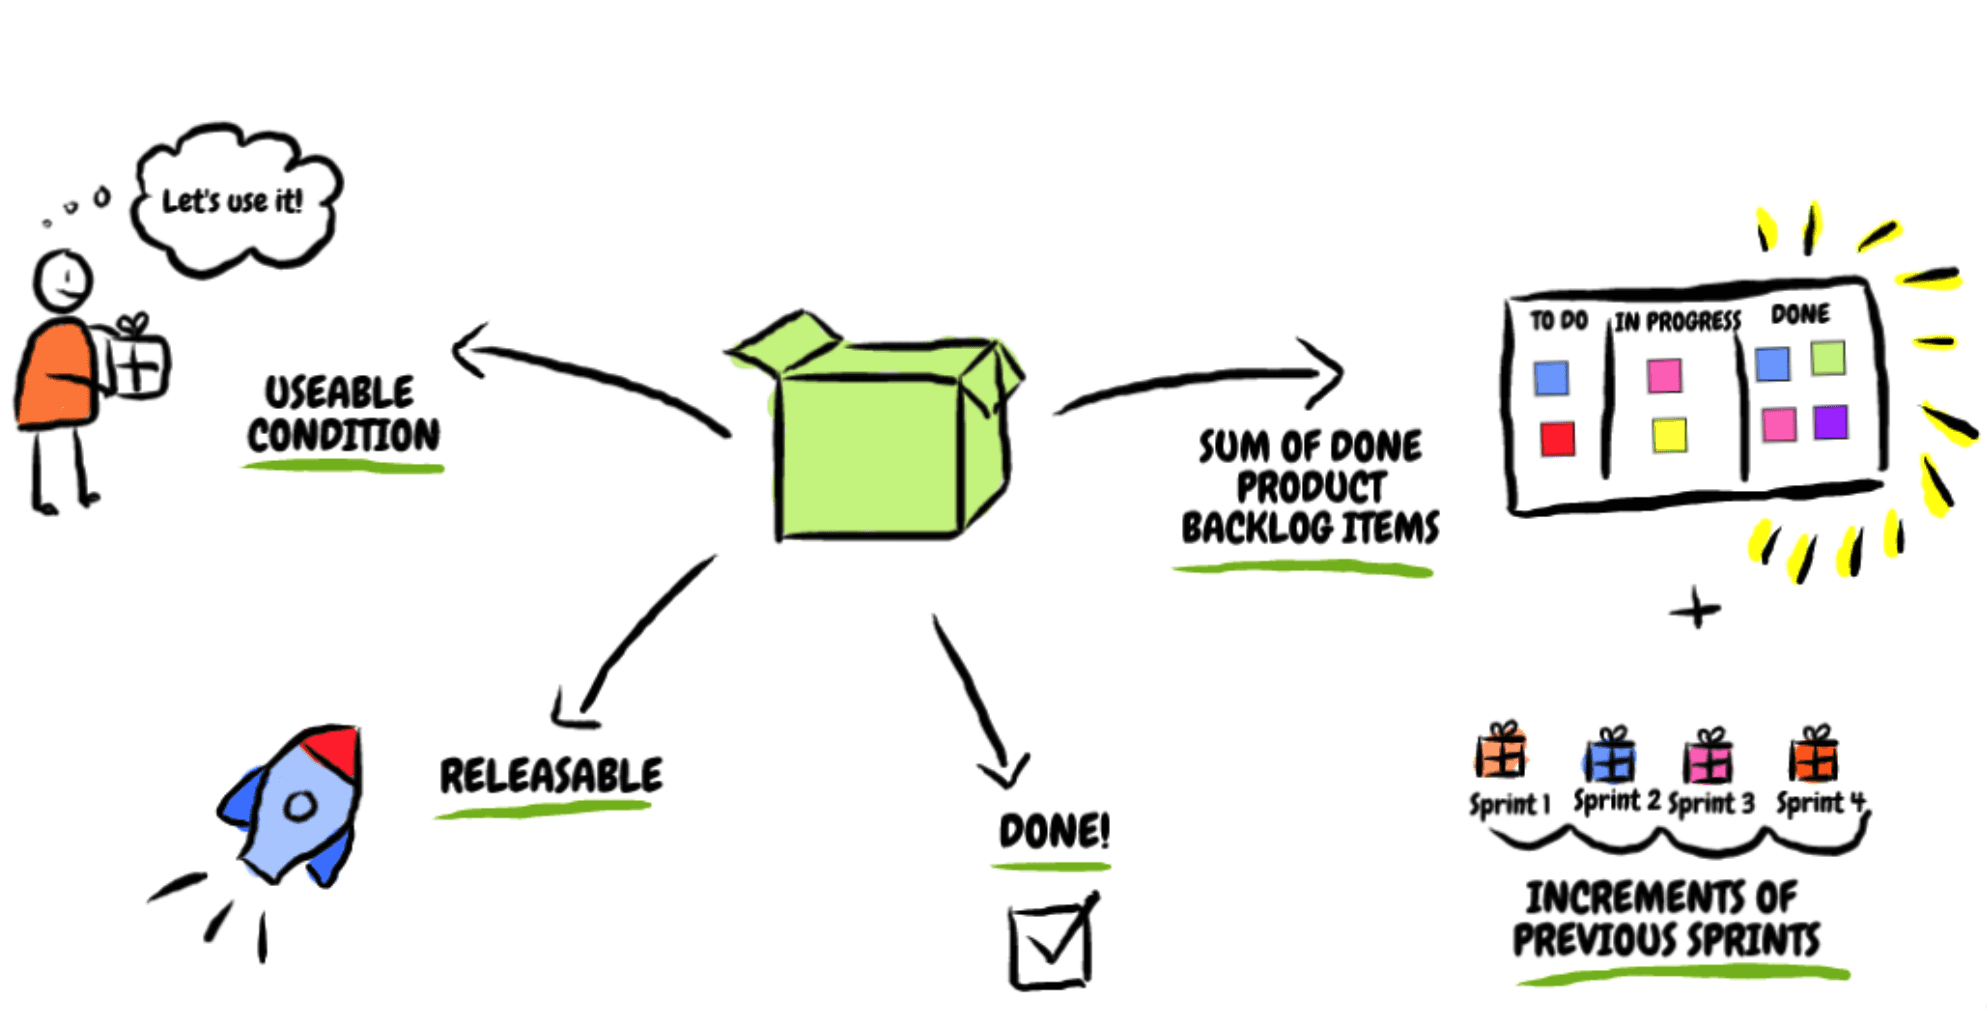 Let's use it!
USEABLE
CONDITION
SUM OF DONE
PRODUCT
BACKLOG ITEMS
TO DO
IN PROGRESS
DONE
RELEASABLE
DONE!
Sprint 1
Sprint 2
Sprint 3
Sprint 4
INCREMENTS OF
PREVIOUS SPRINTS